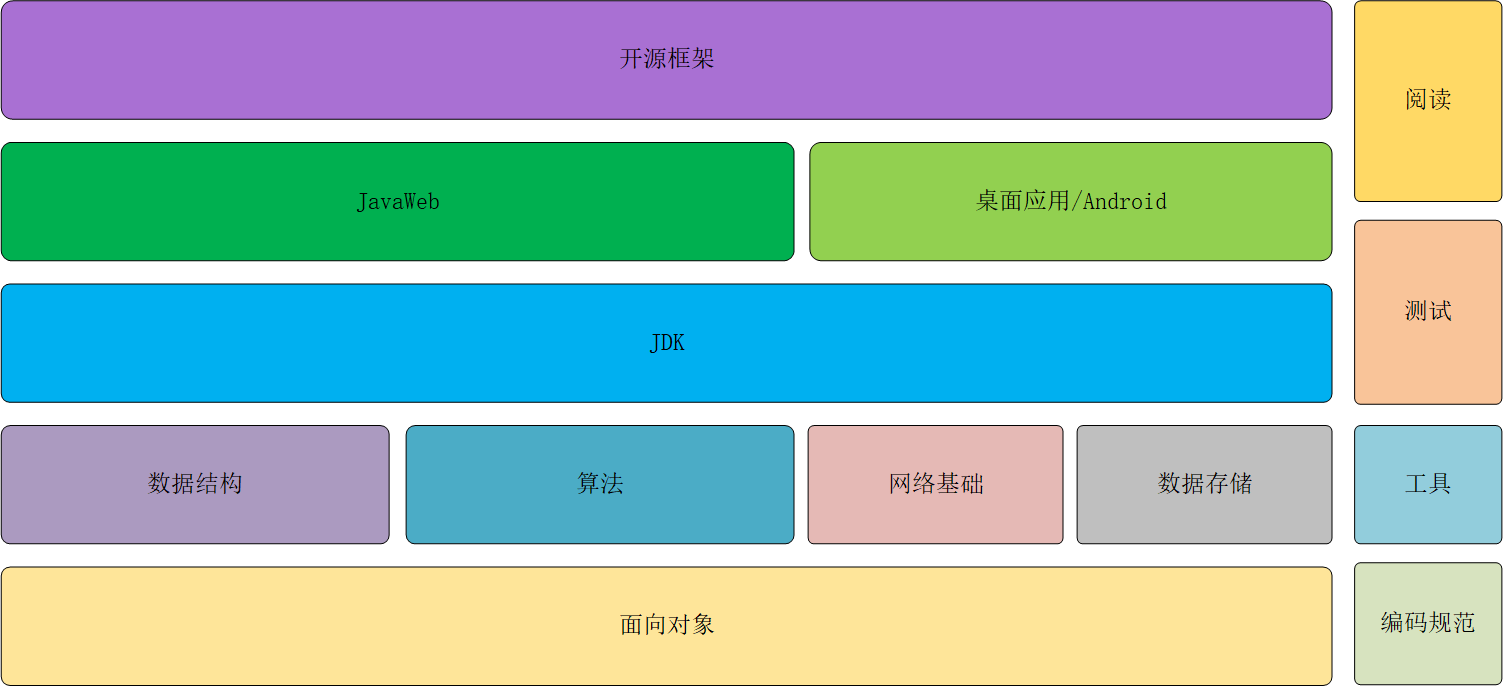 开源框架
JavaWeb
桌面应用/Android
JDK
数据结构
算法
网络基础
数据存储
面向对象
阅读
测试
工具
编码规范